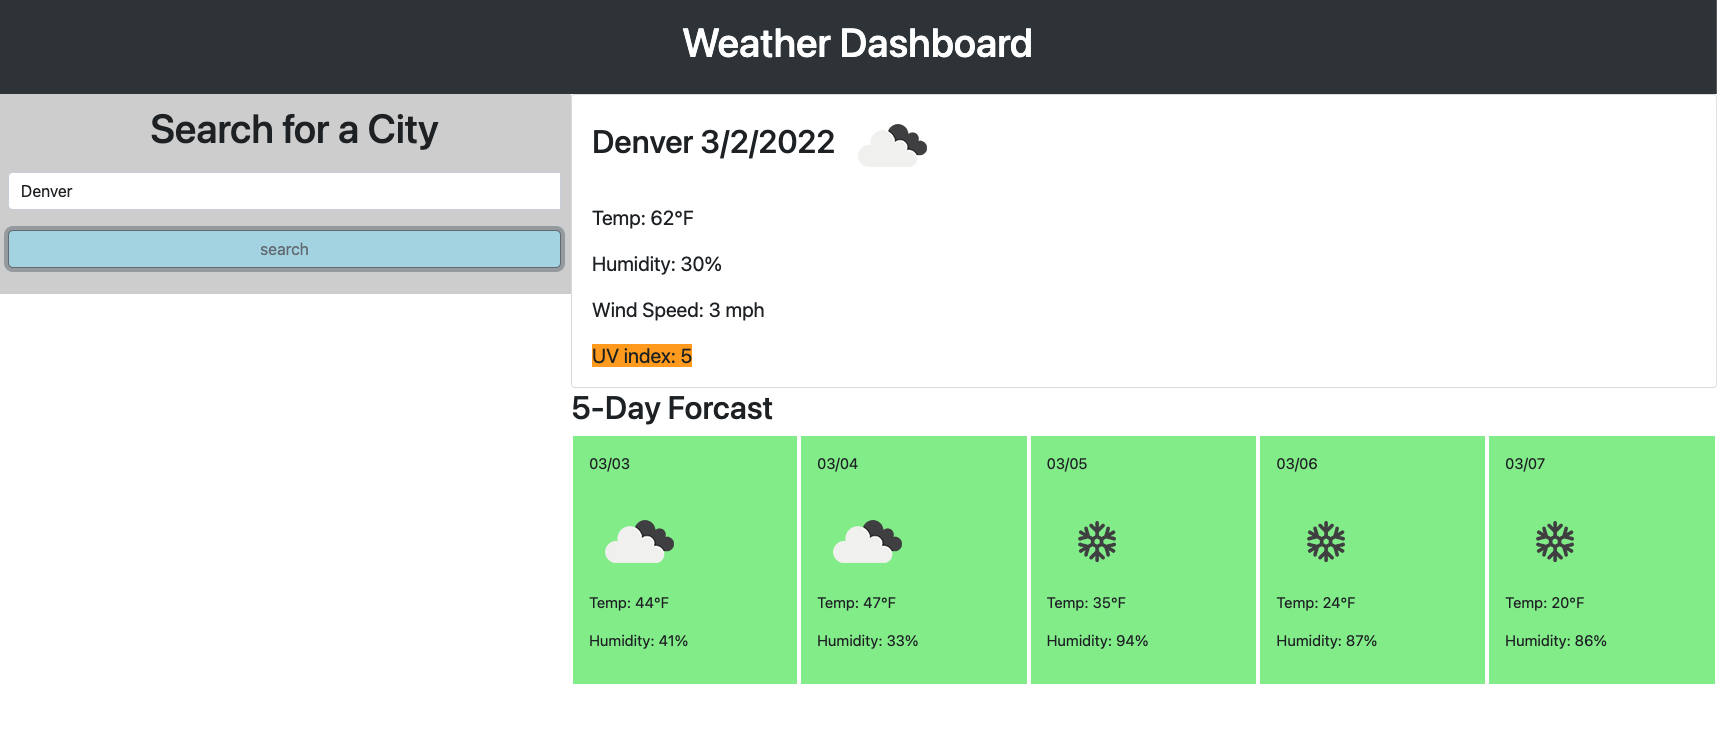 Weather Dashboard
Search for a City
Denver
search
Denver 3/2/2022
Temp: 62°F
Humidity: 30%
Wind Speed: 3 mph
UV index: 5
5-Day Forcast
03/03
Temp: 44°F
Humidity: 41%
03/04
Temp: 47°F
Humidity: 33%
03/05
Temp: 35°F
Humidity: 94%
03/06
Temp: 24°F
Humidity: 87%
03/07
Temp: 20°F
Humidity: 86%